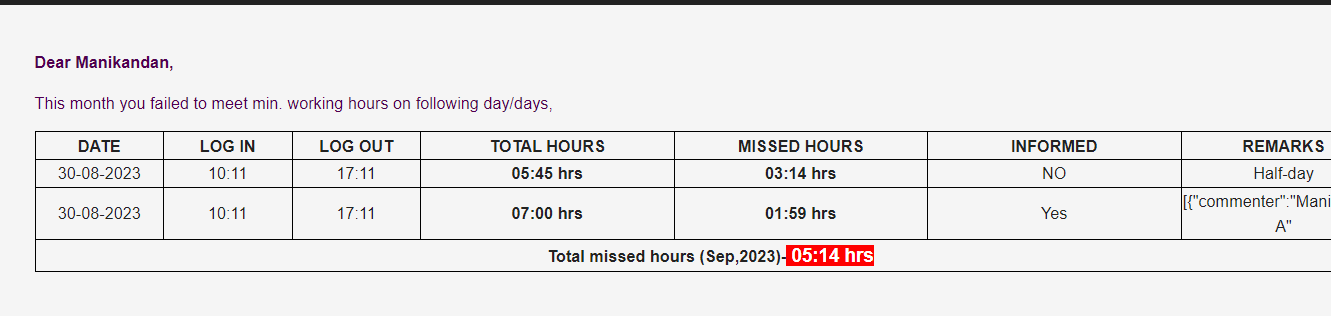 Dear Manikandan,
This month you failed to meet min. working hours on following day/days,
DATE LOG IN LOG OUT TOTAL HOURS MISSED HOURS INFORMED REMARKS
30-08-2023 10:11 17:11 05:45 hrs 03:14 hrs NO Half-day
30-08-2023 10:11 17:11 07:00 hrs 01:59 hrs Yes [{"commenter":"Mani
A"
Total missed hours (Sep,2023)- 05:14 hrs